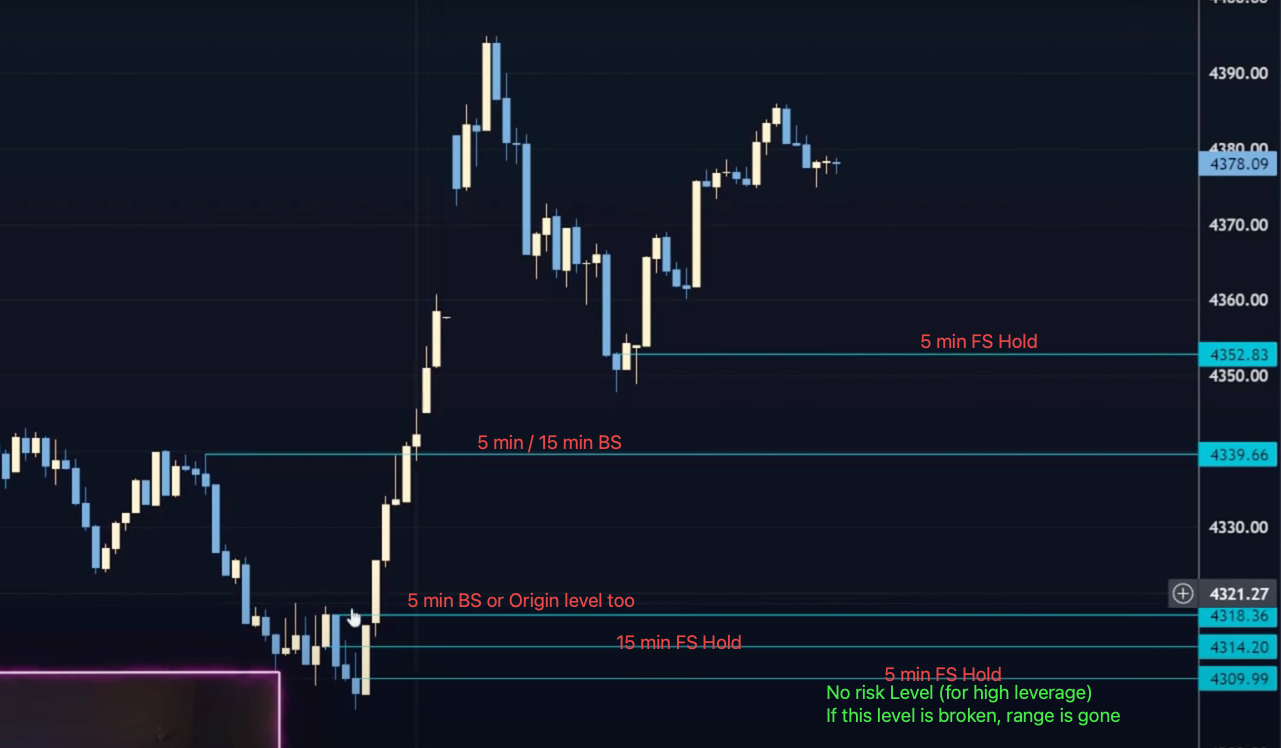 4390.00
4380.00
4378.09
4370.00
4360.00
5 min FS Hold
4352.83
4350.00
5 min / 15 min BS
4339.66
4330.00
4321.27
5 min BS or Origin level too
4318.36
15 min FS Hold
4314.20
5 min FS Hold
4309.99
No risk Level (for high leverage)
If this level is broken, range is gone